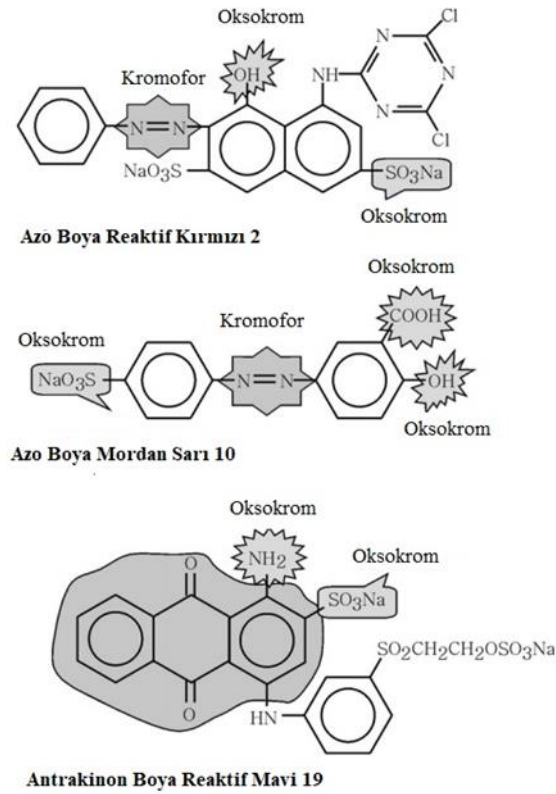 Oksokrom
Kromofor
OH
NH
N
N
N
Cl
Cl
N=N
NaO3S
SO3Na
Oksokrom
Azo Boya Reaktif Kırmızı 2
Oksokrom
Kromofor
COOH
Oksokrom
NaO3S
N=N
OH
Oksokrom
Azo Boya Mordan Sarı 10
Oksokrom
NH2
Oksokrom
O
SO3Na
SO2CH2CH2OSO3Na
O
HN
Antrakinon Boya Reaktif Mavi 19